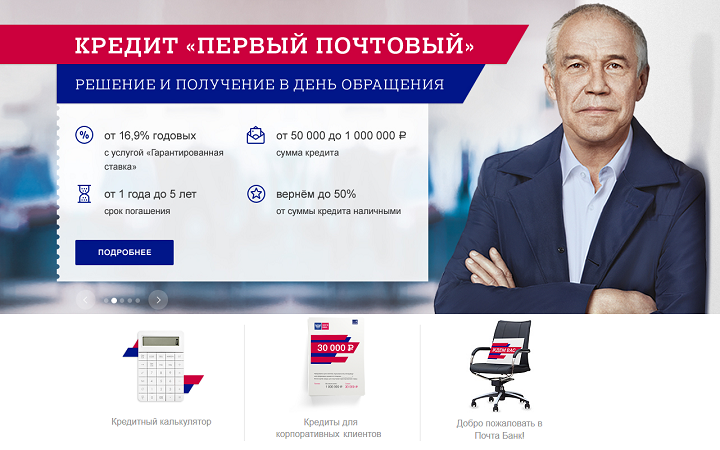 КРЕДИТ «ПЕРВЫЙ ПОЧТОВЫЙ»
РЕШЕНИЕ И ПОЛУЧЕНИЕ В ДЕНЬ ОБРАЩЕНИЯ
от 16,9% годовых
с услугой «Гарантированная
ставка»
от 50 000 до 1 000 000 ₽
сумма кредита
от 1 года до 5 лет
срок погашения
вернём до 50%
от суммы кредита наличными
ПОДРОБНЕЕ
30 000 ₽
ЖДЕМ ВАС
Кредитный калькулятор
Кредиты для
корпоративных клиентов
Добро пожаловать в
Почта Банк!